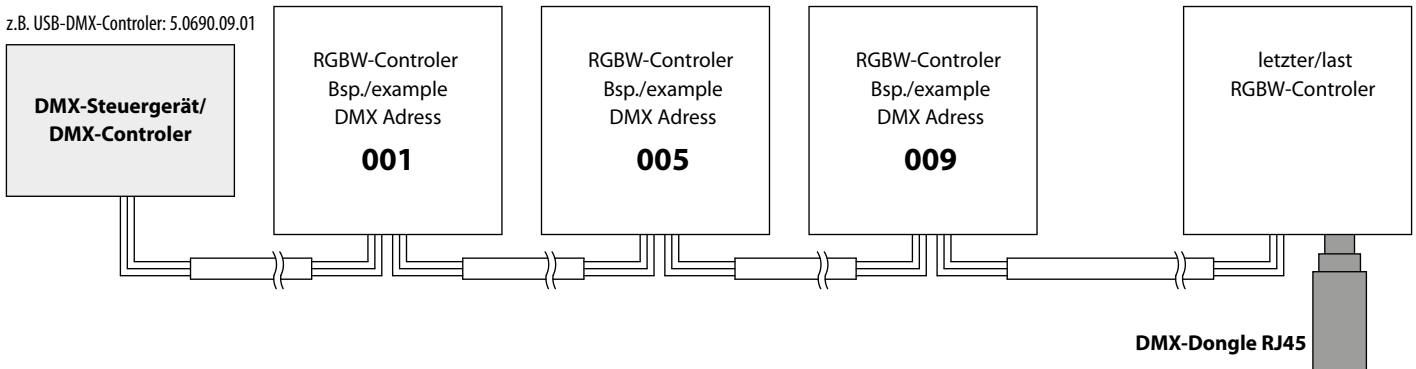 z.B. USB-DMX-Controler: 5.0690.09.01
DMX-Steuergerät/
DMX-Controler
RGBW-Controler
Bsp./example
DMX Adress
001
RGBW-Controler
Bsp./example
DMX Adress
005
RGBW-Controler
Bsp./example
DMX Adress
009
letzter/last
RGBW-Controler
DMX-Dongle RJ45